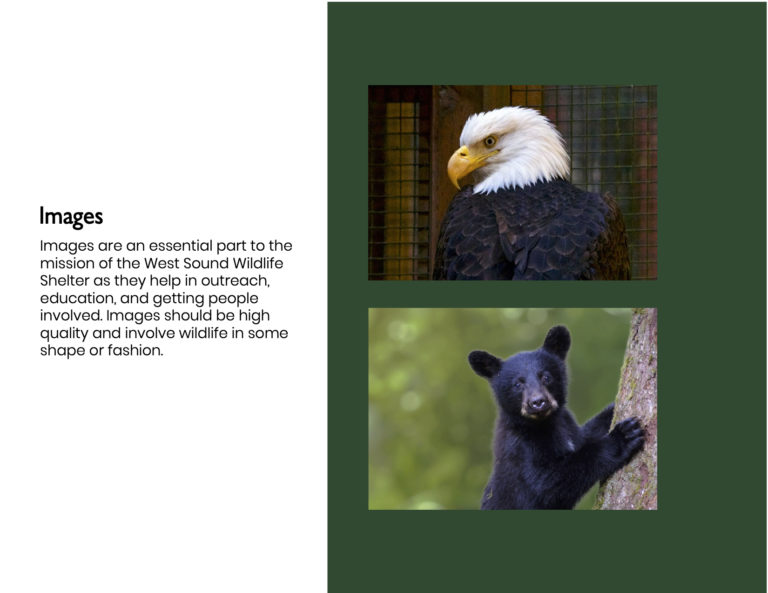 Images
Images are an essential part to the
mission of the West Sound Wildlife
Shelter as they help in outreach,
education, and getting people
involved. Images should be high
quality and involve wildlife in some
shape or fashion.